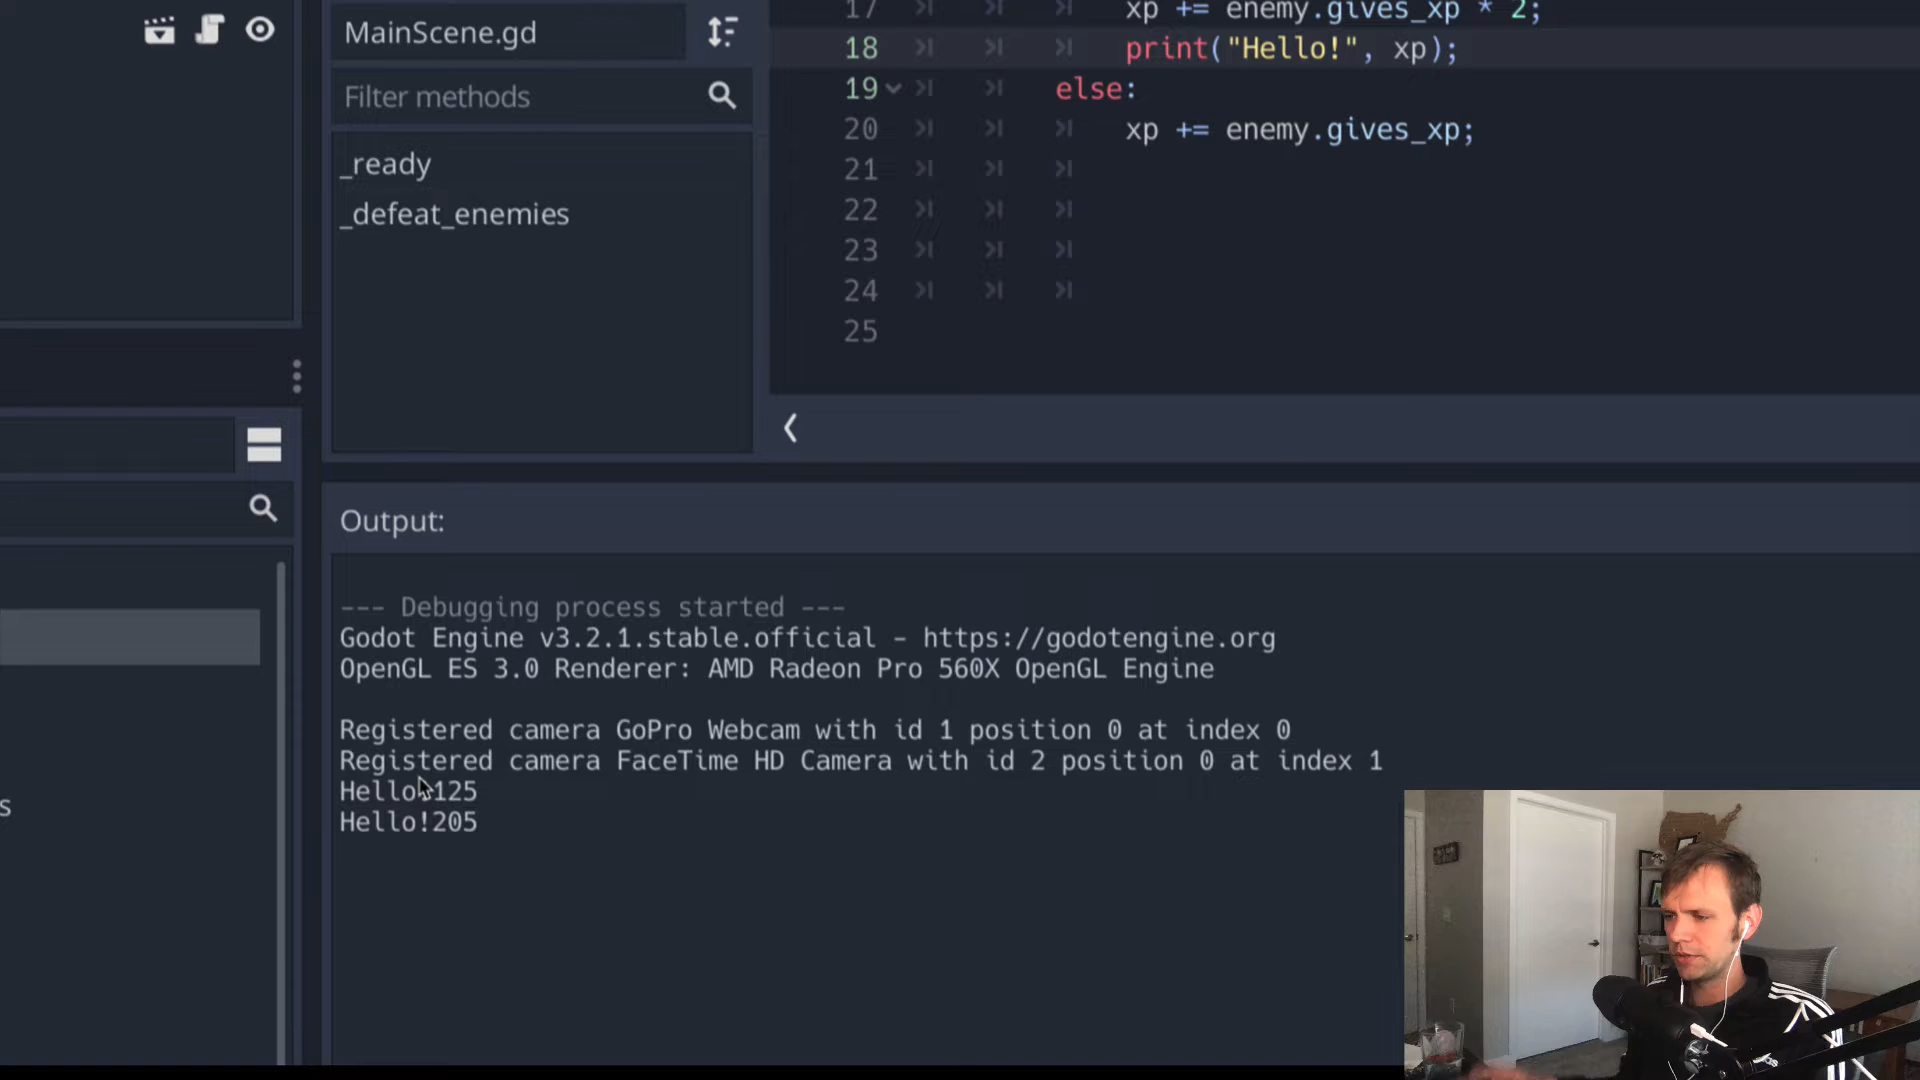 MainScene.gd
Filter methods
_ready
_defeat_enemies
17 xp += enemy.gives_xp * 2;
18 print("Hello!", xp);
19 else:
20 xp += enemy.gives_xp;
21
22
23
24
25
s
Output:
--- Debugging process started ---
Godot Engine v3.2.1.stable.official - https://godotengine.org
OpenGL ES 3.0 Renderer: AMD Radeon Pro 560X OpenGL Engine
Registered camera GoPro Webcam with id 1 position 0 at index 0
Registered camera FaceTime HD Camera with id 2 position 0 at index 1
Hello!125
Hello!205